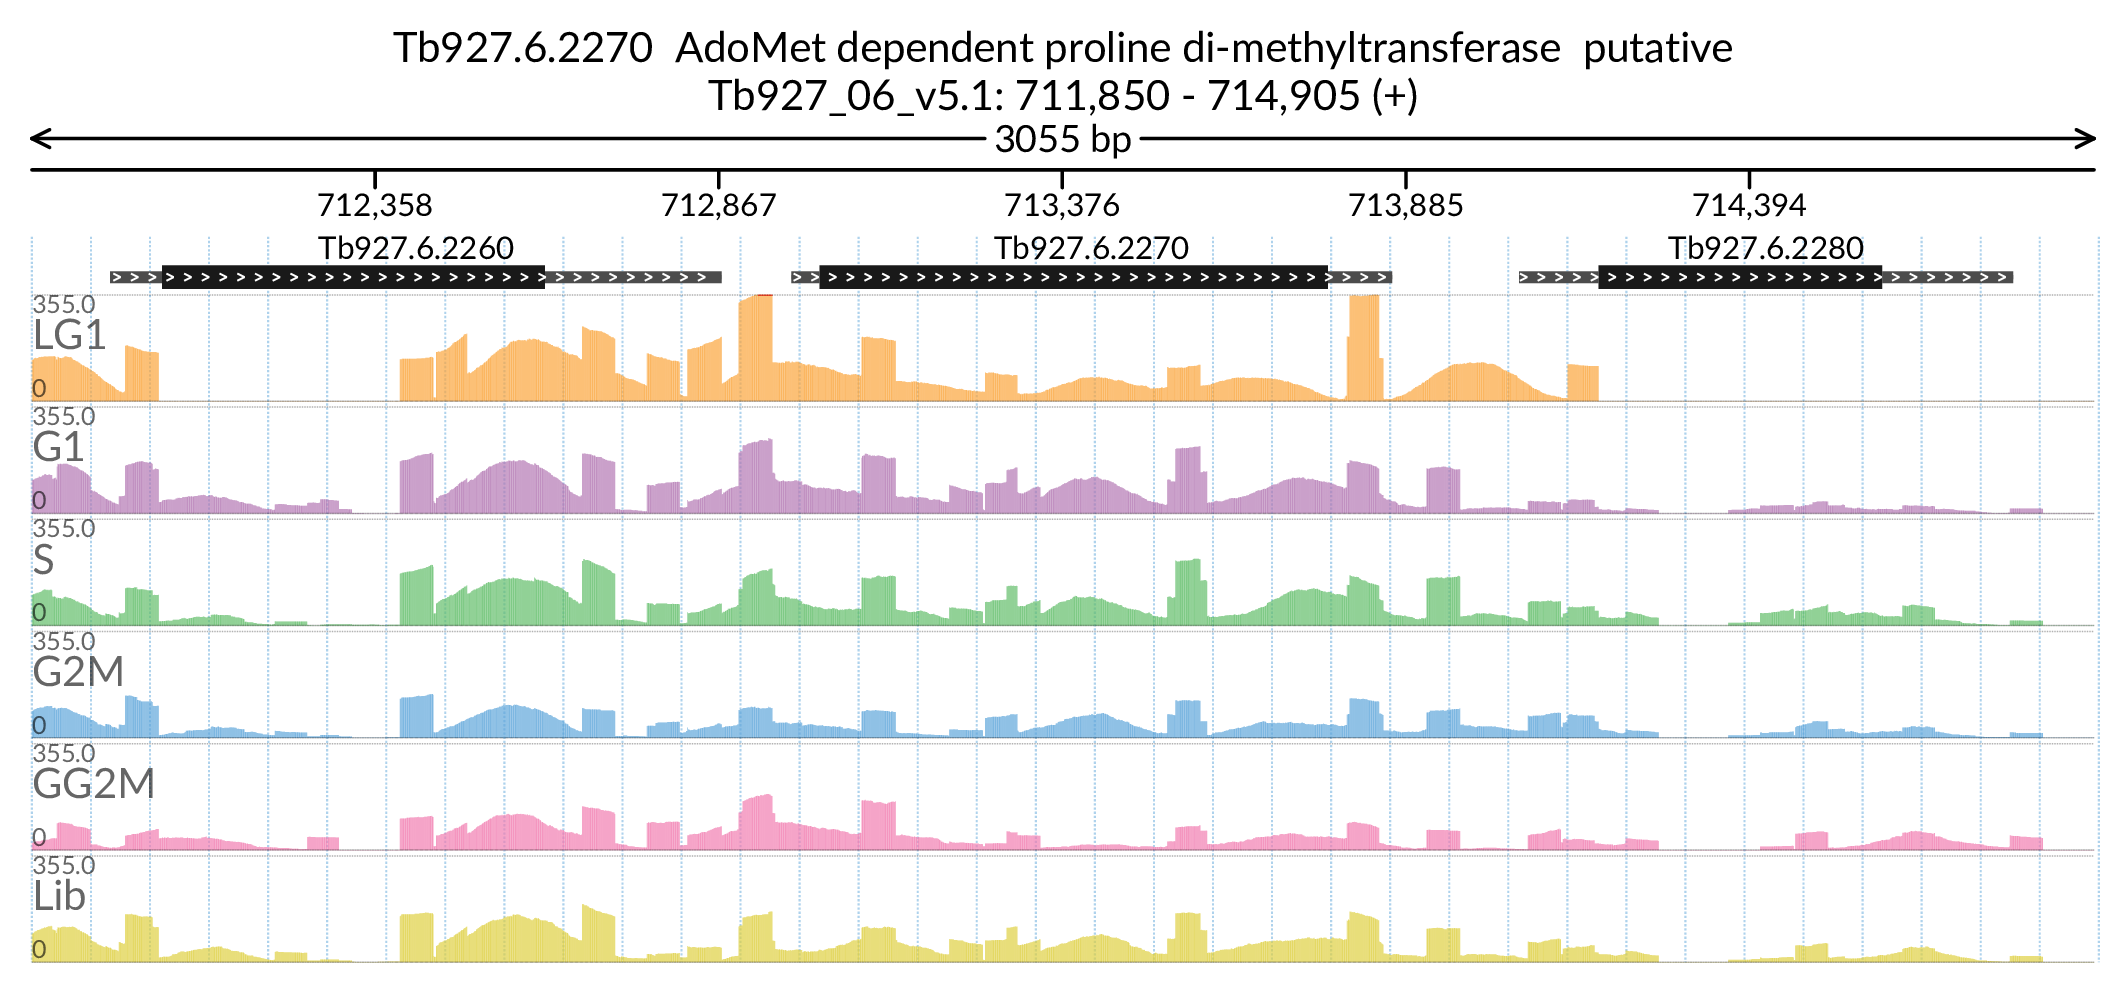 Tb927.6.2270  AdoMet dependent proline di-methyltransferase  putative
Tb927_06_v5.1: 711,850 - 714,905 (+)
3055 bp
712,358 712,867 713,376 713,885 714,394
Tb927.6.2260 Tb927.6.2270 Tb927.6.2280
355.0
LG1
0
355.0
G1
0
355.0
S
0
355.0
G2M
0
355.0
GG2M
0
355.0
Lib
0